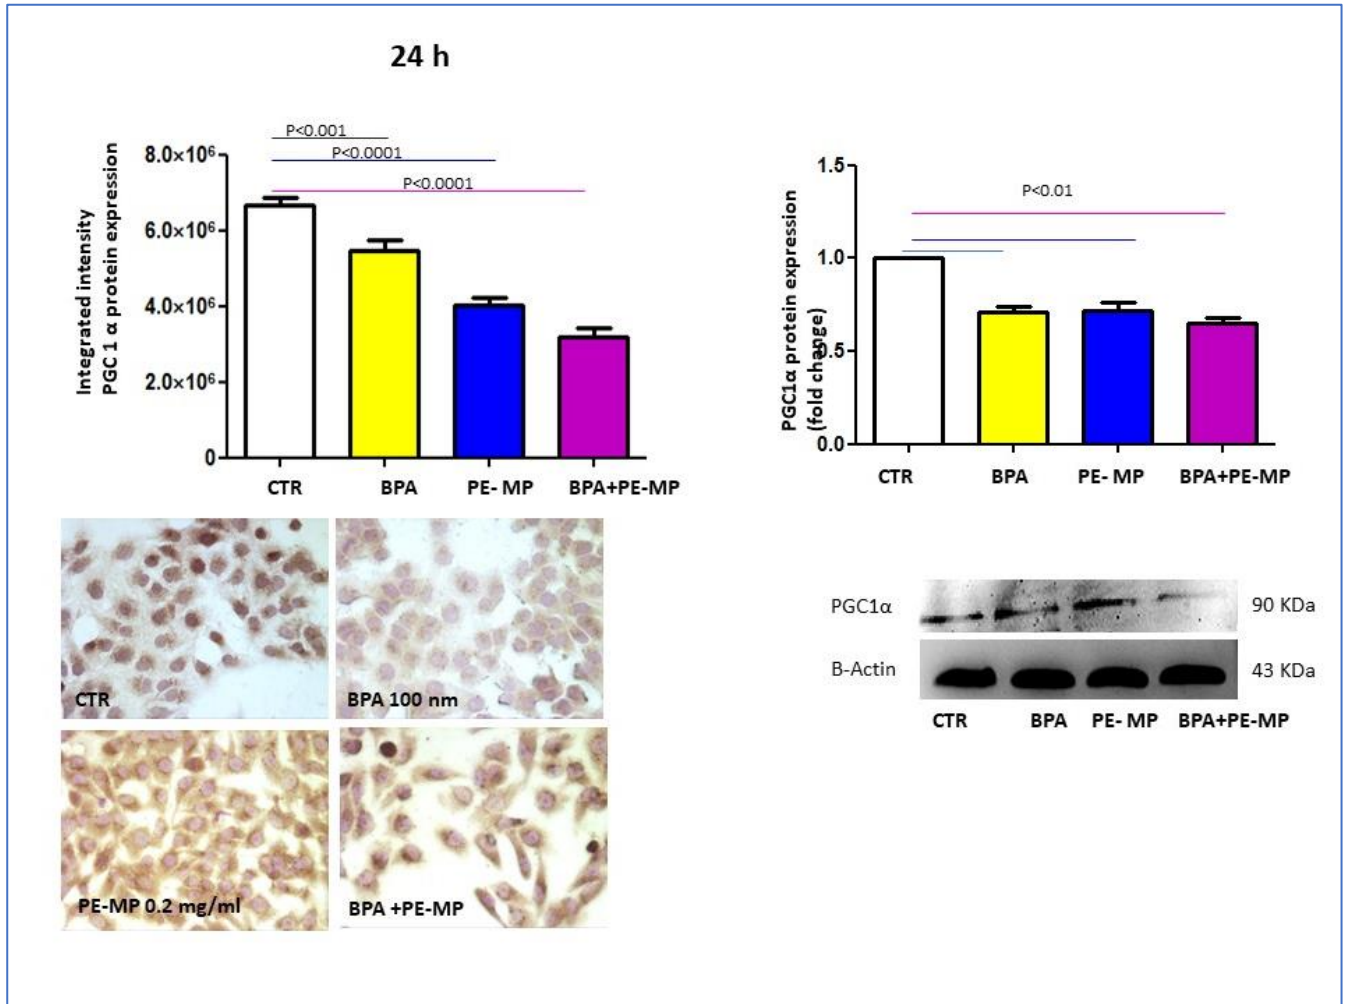 24 h
Integrated intensity
PGC 1 α protein expression
8.0×10⁶
6.0×10⁶
4.0×10⁶
2.0×10⁶
0
P<0.001
P<0.0001
P<0.0001
CTR BPA PE- MP BPA+PE-MP
PGC1α protein expression
(fold change)
1.5
1.0
0.5
0.0
P<0.01
CTR BPA PE- MP BPA+PE-MP
CTR
BPA 100 nm
PE-MP 0.2 mg/ml
BPA +PE-MP
PGC1α 90 KDa
B-Actin 43 KDa
CTR BPA PE- MP BPA+PE-MP